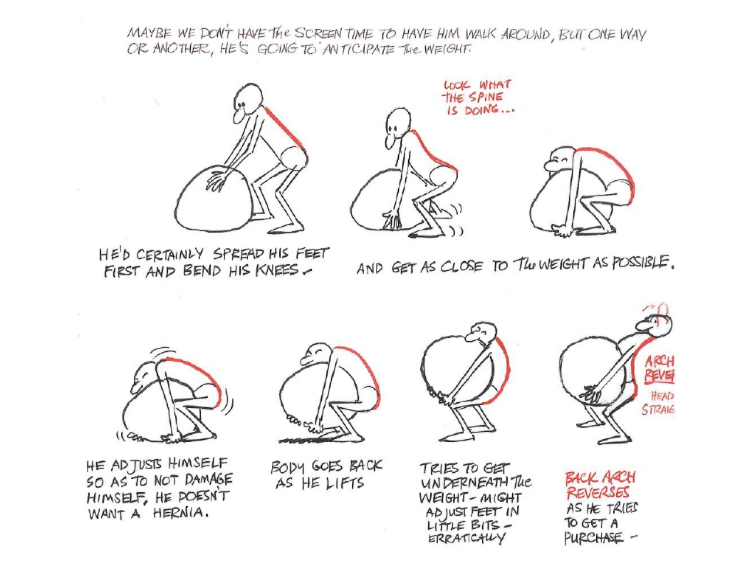 MAYBE WE DON'T HAVE The SCREEN TIME TO HAVE HIM WALK AROUND, BUT ONE WAY
OR ANOTHER, HE'S GOING TO ANTICIPATE The WEIGHT.
LOOK WHAT
THE SPINE
IS DOING...
HE'D CERTAINLY SPREAD HIS FEET
FIRST AND BEND HIS KNEES -
AND GET AS CLOSE TO The WEIGHT AS POSSIBLE.
ARCH
HEAD
HE ADJUSTS HIMSELF
SO AS TO NOT DAMAGE
HIMSELF, HE DOESN'T
WANT A HERNIA.
BODY GOES BACK
AS HE LIFTS
TRIES TO GET
UNDERNEATH The
WEIGHT - MIGHT
ADJUST FEET IN
LITTLE BITS -
ERRATICALLY
BACK ARCH
REVERSES
AS HE TRIES
TO GET A
PURCHASE -